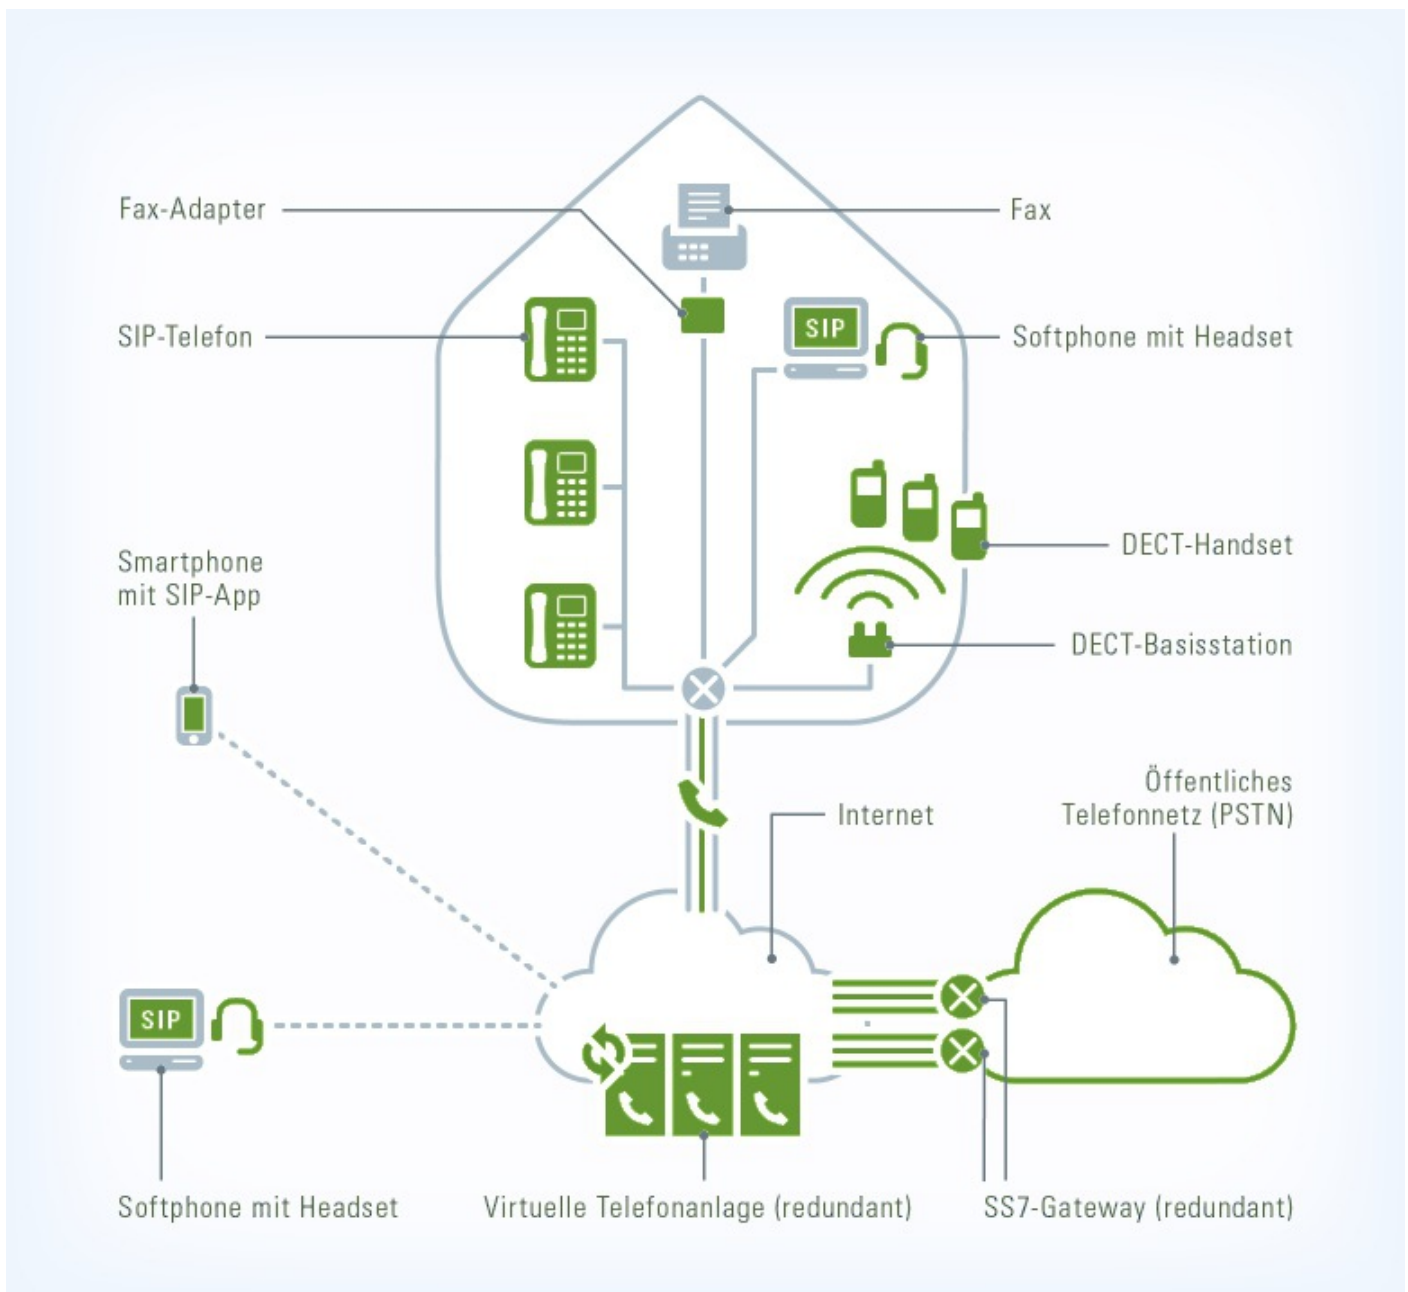 Fax-Adapter
Fax
SIP-Telefon
SIP
Softphone mit Headset
Smartphone
mit SIP-App
DECT-Handset
DECT-Basisstation
Internet
Öffentliches
Telefonnetz (PSTN)
SIP
Softphone mit Headset
Virtuelle Telefonanlage (redundant)
SS7-Gateway (redundant)